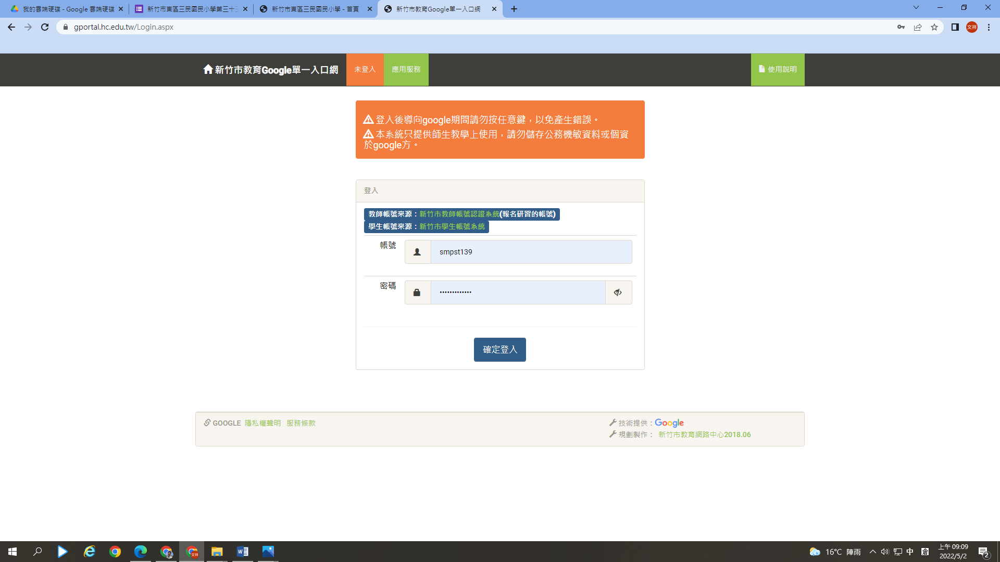 我的雲端硬碟 - Google 雲端硬碟
新竹市東區三民國民小學第三十三
新竹市東區三民國民小學 - 首頁
新竹市教育Google單一入口網
gportal.hc.edu.tw/Login.aspx
文祥
新竹市教育Google單一入口網
未登入
應用服務
使用說明
登入後導向google期間請勿按任意鍵，以免產生錯誤。
本系統只提供師生教學上使用，請勿儲存公務機敏資料或個資
於google方。
登入
教師帳號來源：新竹市教師帳號認證系統(報名研習的帳號)
學生帳號來源：新竹市學生帳號系統
帳號
smpst139
密碼
•••••••••••••
確定登入
GOOGLE 隱私權聲明 服務條款
技術提供：Google
規劃製作： 新竹市教育網路中心2018.06
文祥
16°C 陣雨
中
倉
上午 09:09
2022/5/2
2